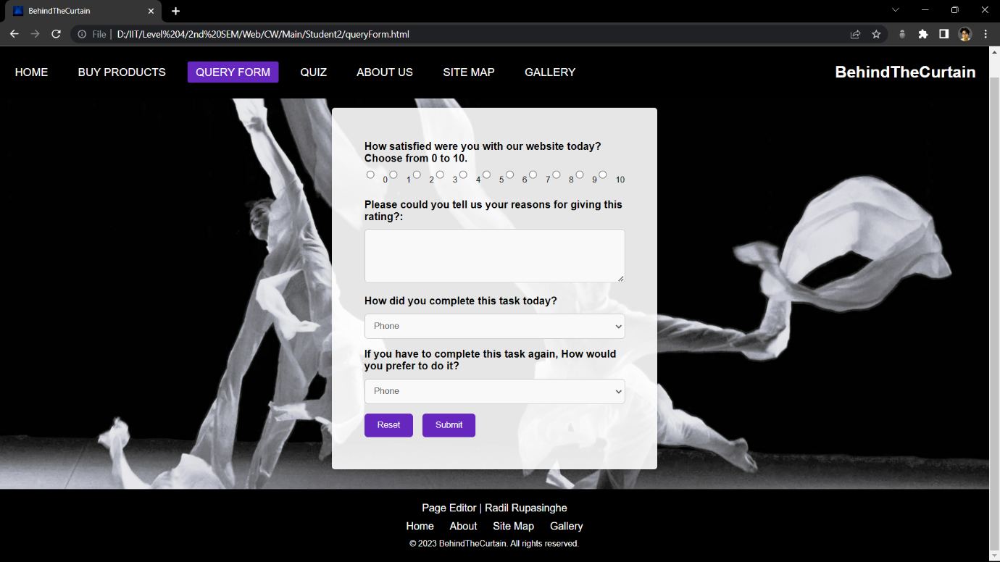 BehindTheCurtain
File | D:/IIT/Level%204/2nd%20SEM/Web/CW/Main/Student2/queryForm.html
HOME BUY PRODUCTS QUERY FORM QUIZ ABOUT US SITE MAP GALLERY BehindTheCurtain
How satisfied were you with our website today?
Choose from 0 to 10.
0 1 2 3 4 5 6 7 8 9 10
Please could you tell us your reasons for giving this
rating?:
How did you complete this task today?
Phone
If you have to complete this task again, How would
you prefer to do it?
Phone
Reset Submit
Page Editor | Radil Rupasinghe
Home About Site Map Gallery
© 2023 BehindTheCurtain. All rights reserved.